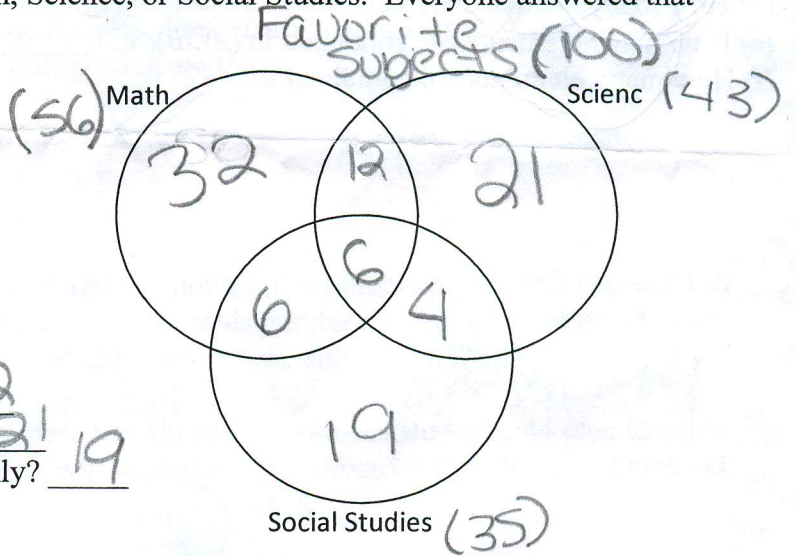 , Science, or Social Studies. Everyone answered that
Favorite
subjects (100)
(56) Math
Scienc (43)
32
12
21
6
6
4
21
19
ly? 19
Social Studies (35)